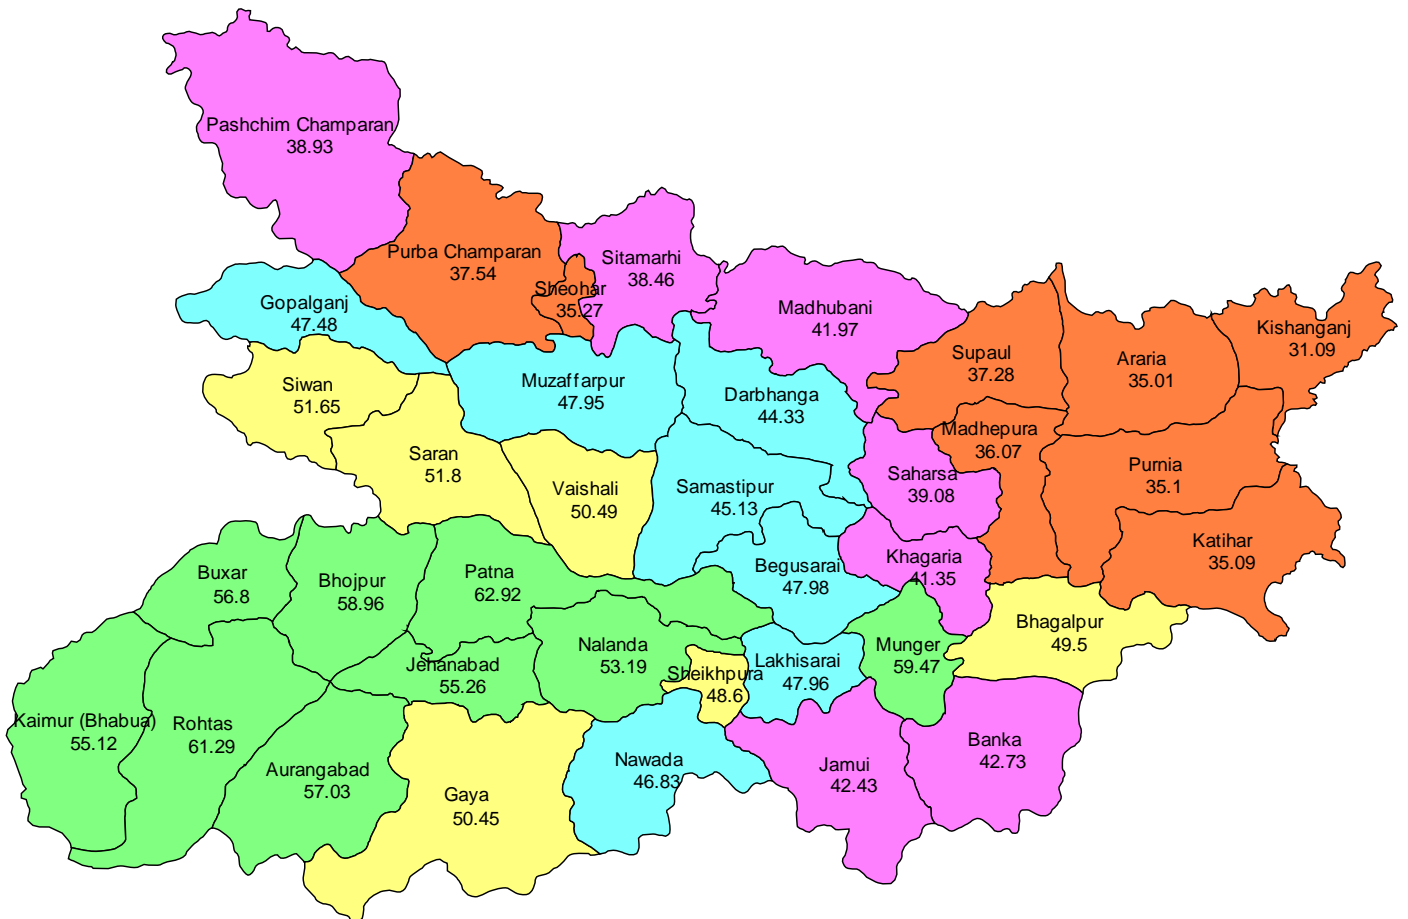 Pashchim Champaran
38.93
Purba Champaran
37.54
Sheohar
35.27
Sitamarhi
38.46
Madhubani
41.97
Gopalganj
47.48
Kishanganj
31.09
Supaul
37.28
Araria
35.01
Siwan
51.65
Muzaffarpur
47.95
Darbhanga
44.33
Madhepura
36.07
Saran
51.8
Vaishali
50.49
Samastipur
45.13
Saharsa
39.08
Purnia
35.1
Katihar
35.09
Buxar
56.8
Bhojpur
58.96
Patna
62.92
Begusarai
47.98
Khagaria
41.35
Bhagalpur
49.5
Jehanabad
55.26
Nalanda
53.19
Sheikhpura
48.6
Lakhisarai
47.96
Munger
59.47
Kaimur (Bhabua)
55.12
Rohtas
61.29
Aurangabad
57.03
Gaya
50.45
Nawada
46.83
Jamui
42.43
Banka
42.73